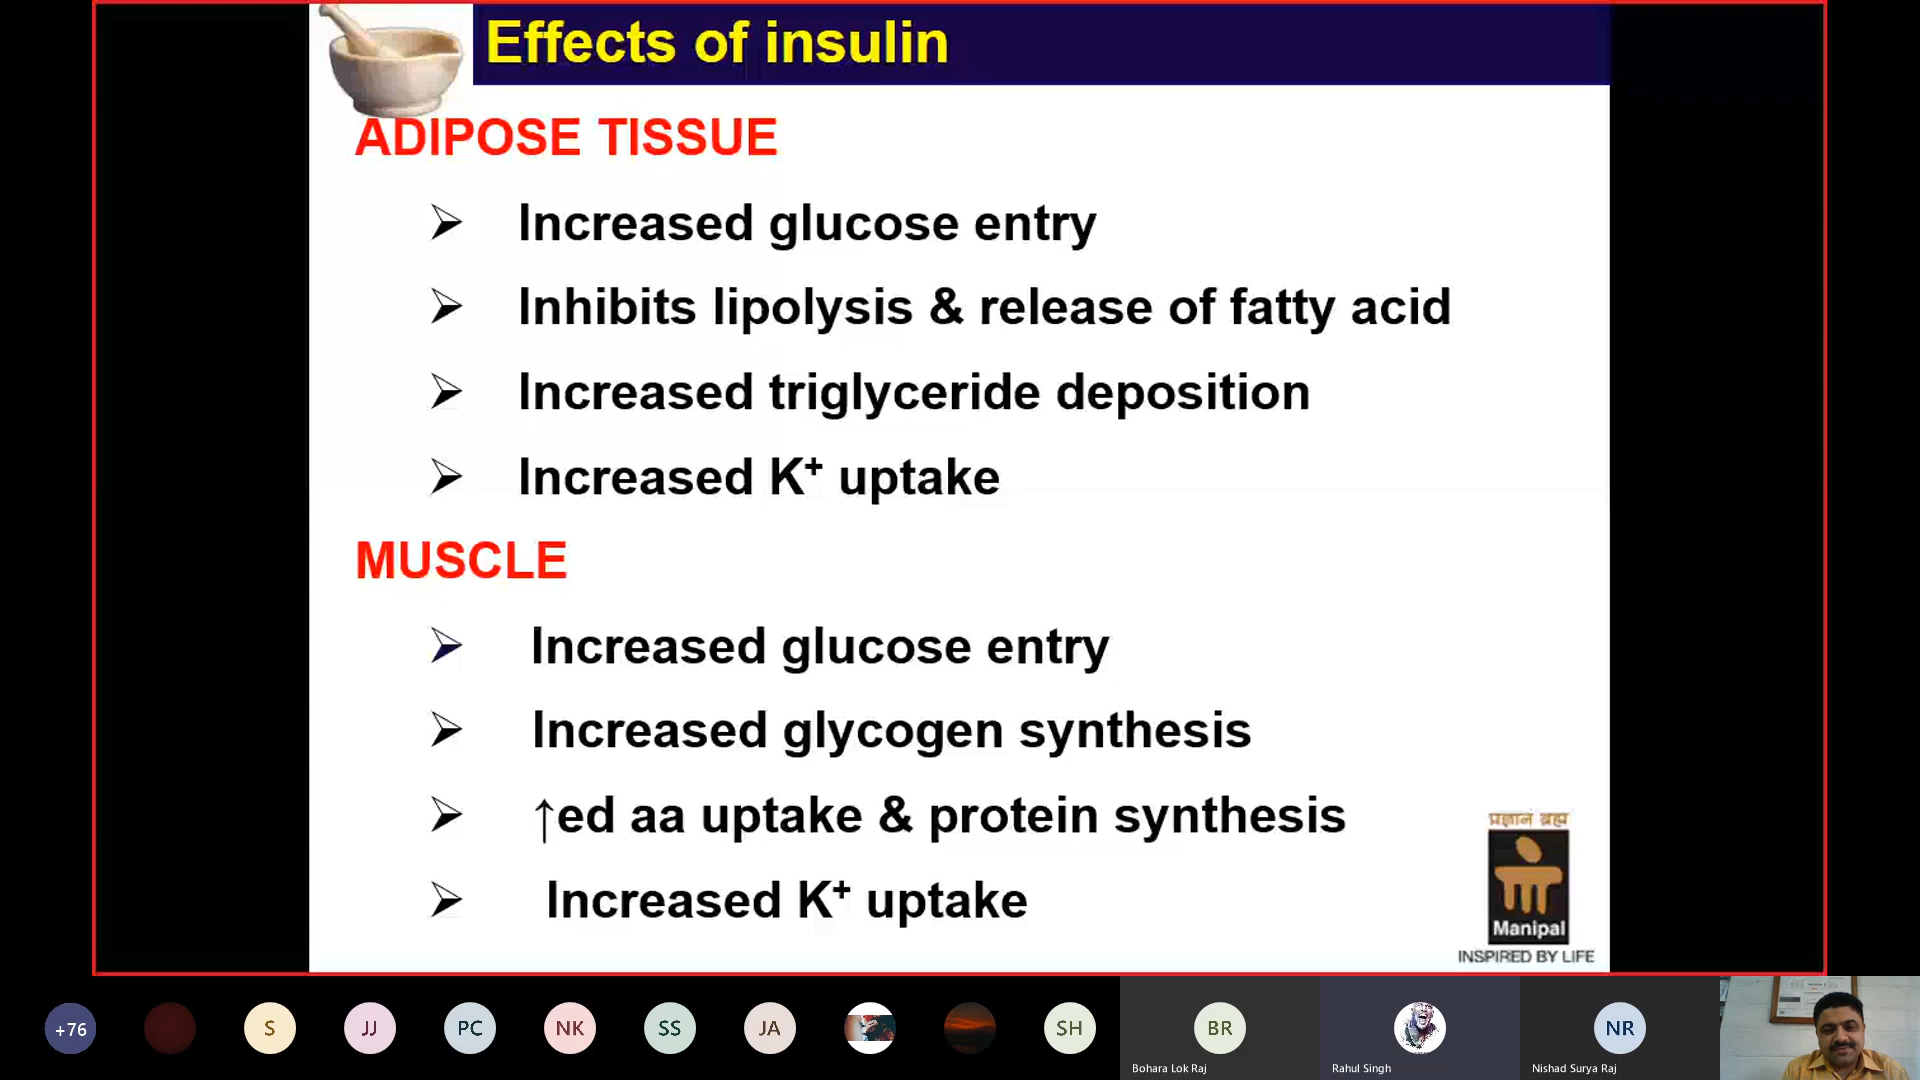 Effects of insulin
ADIPOSE TISSUE
➢ Increased glucose entry
➢ Inhibits lipolysis & release of fatty acid
➢ Increased triglyceride deposition
➢ Increased K⁺ uptake
MUSCLE
➢ Increased glucose entry
➢ Increased glycogen synthesis
➢ ↑ed aa uptake & protein synthesis
➢ Increased K⁺ uptake
प्रज्ञानं ब्रह्म
Manipal
INSPIRED BY LIFE
+76 S JJ PC NK SS JA SH BR NR
Bohara Lok Raj Rahul Singh Nishad Surya Raj